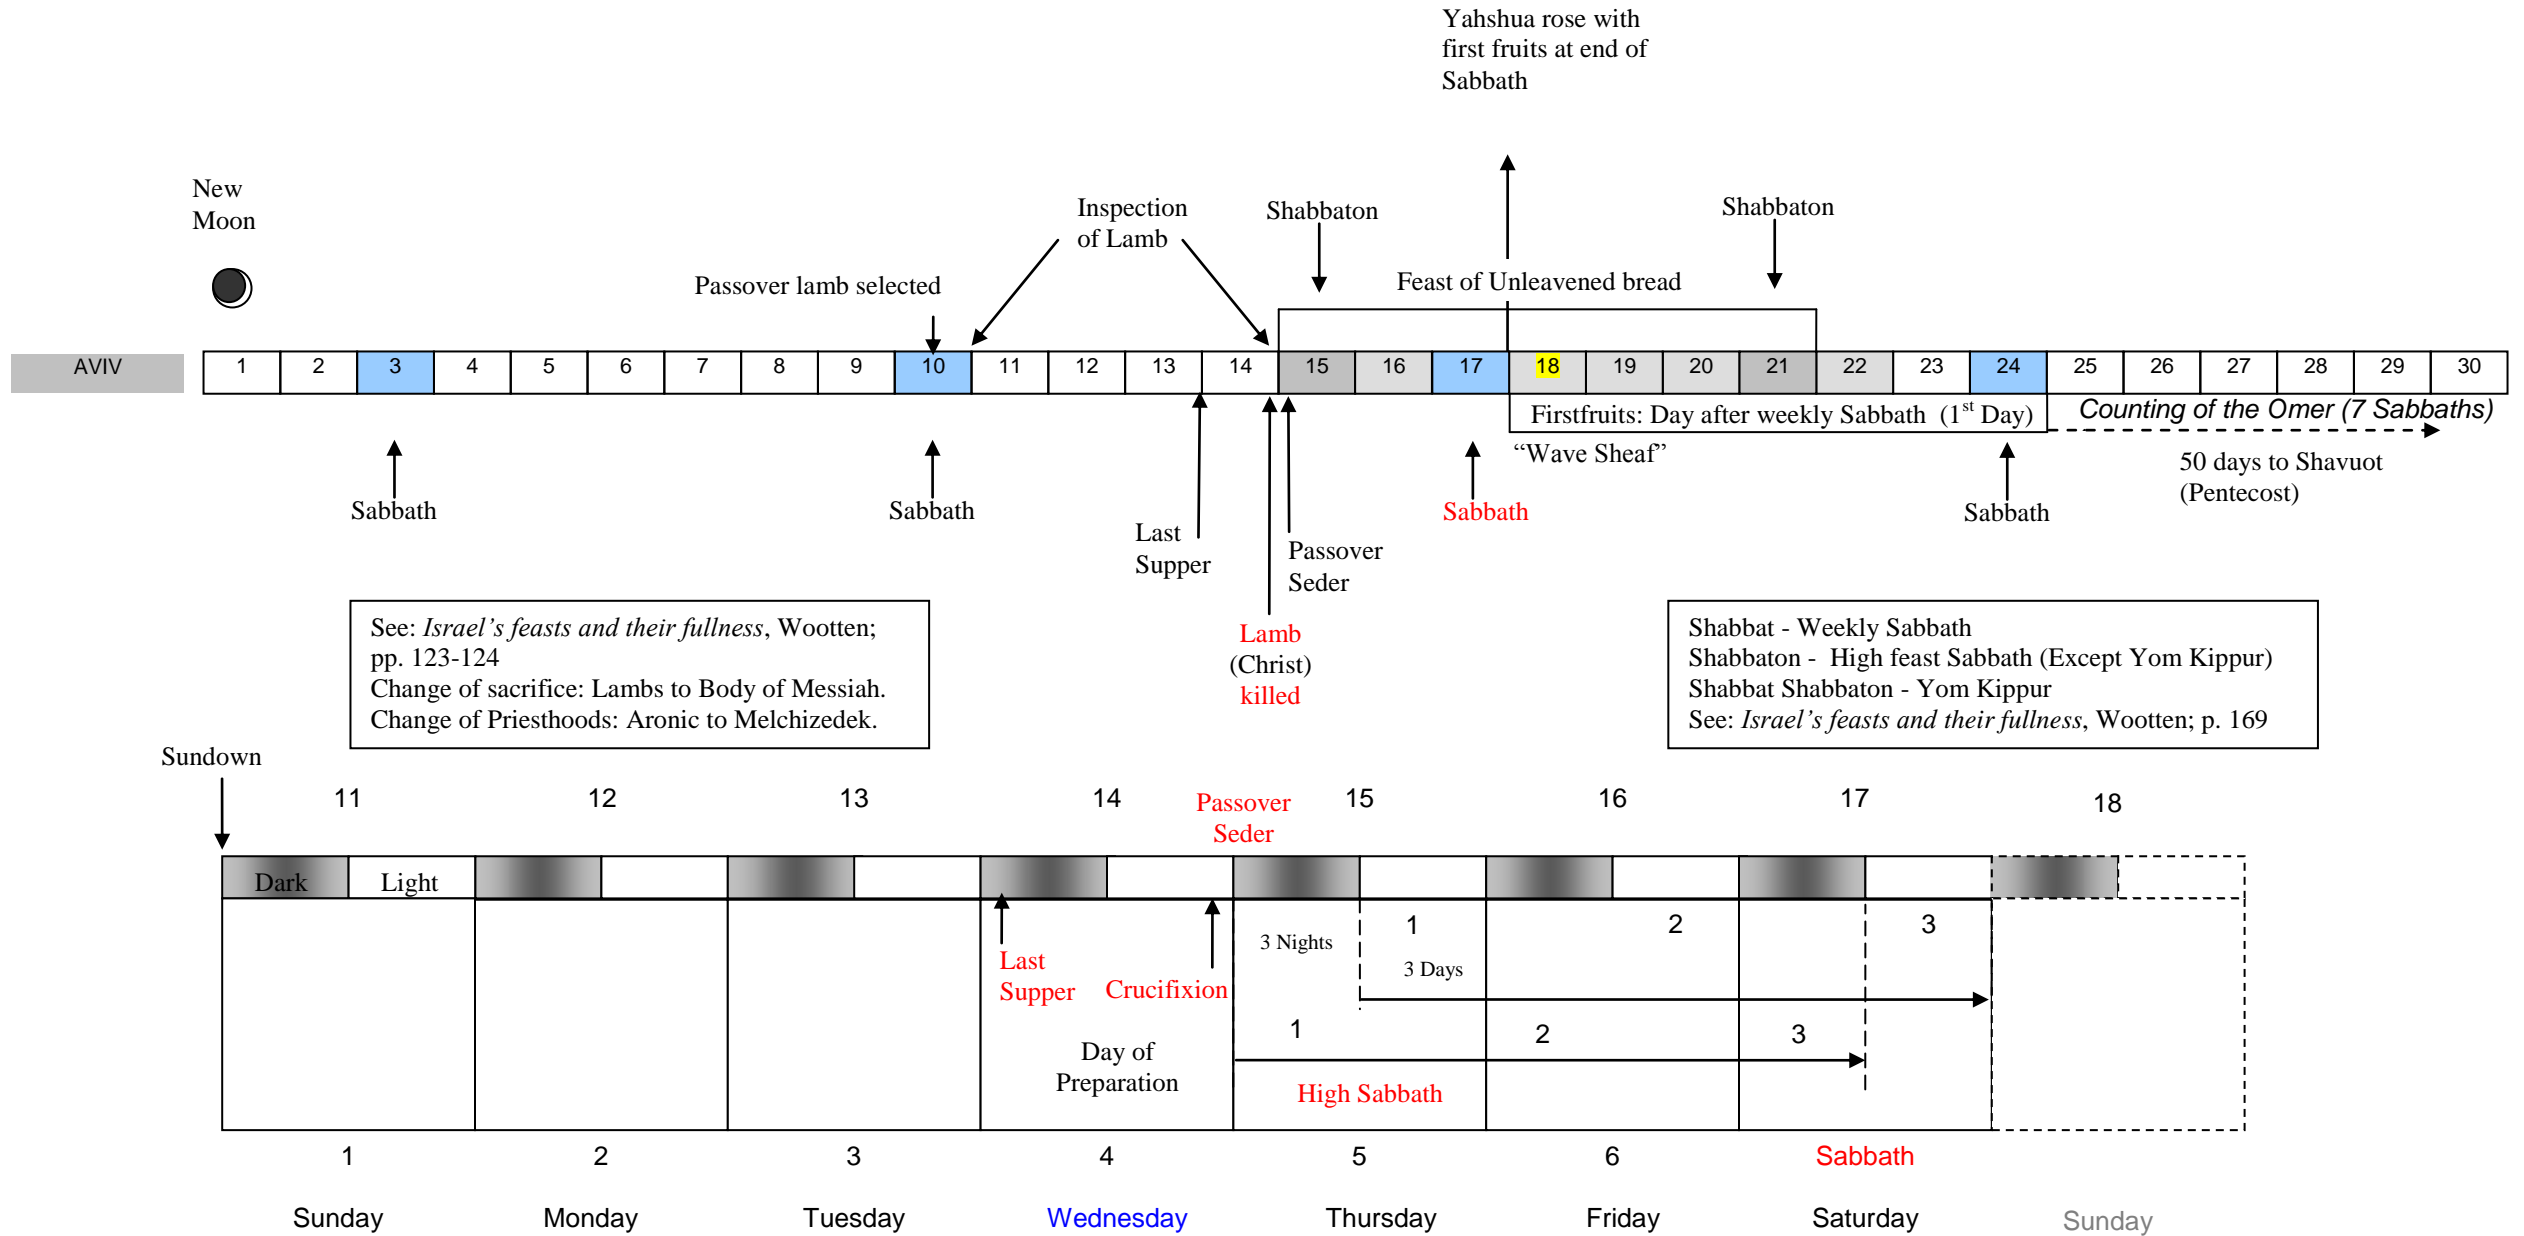 Yahshua rose with
first fruits at end of
Sabbath
New
Moon
Inspection
of Lamb
Shabbaton
Shabbaton
Passover lamb selected
Feast of Unleavened bread
AVIV 1 2 3 4 5 6 7 8 9 10 11 12 13 14 15 16 17 18 19 20 21 22 23 24 25 26 27 28 29 30
Firstfruits: Day after weekly Sabbath (1st Day)
Counting of the Omer (7 Sabbaths)
“Wave Sheaf”
50 days to Shavuot
(Pentecost)
Sabbath
Sabbath
Sabbath
Sabbath
Last
Supper
Passover
Seder
Lamb
(Christ)
killed
See: Israel’s feasts and their fullness, Wootten;
pp. 123-124
Change of sacrifice: Lambs to Body of Messiah.
Change of Priesthoods: Aronic to Melchizedek.
Shabbat - Weekly Sabbath
Shabbaton - High feast Sabbath (Except Yom Kippur)
Shabbat Shabbaton - Yom Kippur
See: Israel’s feasts and their fullness, Wootten; p. 169
Sundown
11 12 13 14 15 16 17 18
Passover
Seder
Dark Light
1 2 3
3 Nights
3 Days
Last
Supper
Crucifixion
1 2 3
Day of
Preparation
High Sabbath
1 2 3 4 5 6 Sabbath
Sunday Monday Tuesday Wednesday Thursday Friday Saturday Sunday